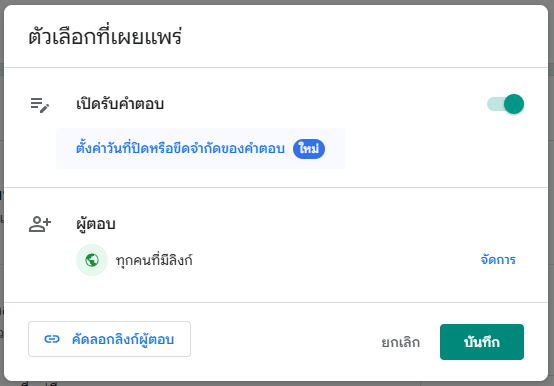 ตัวเลือกที่เผยแพร่
เปิดรับคำตอบ
ตั้งค่าวันที่ปิดหรือขีดจำกัดของคำตอบ ใหม่
ผู้ตอบ
ทุกคนที่มีลิงก์ จัดการ
คัดลอกลิงก์ผู้ตอบ ยกเลิก บันทึก